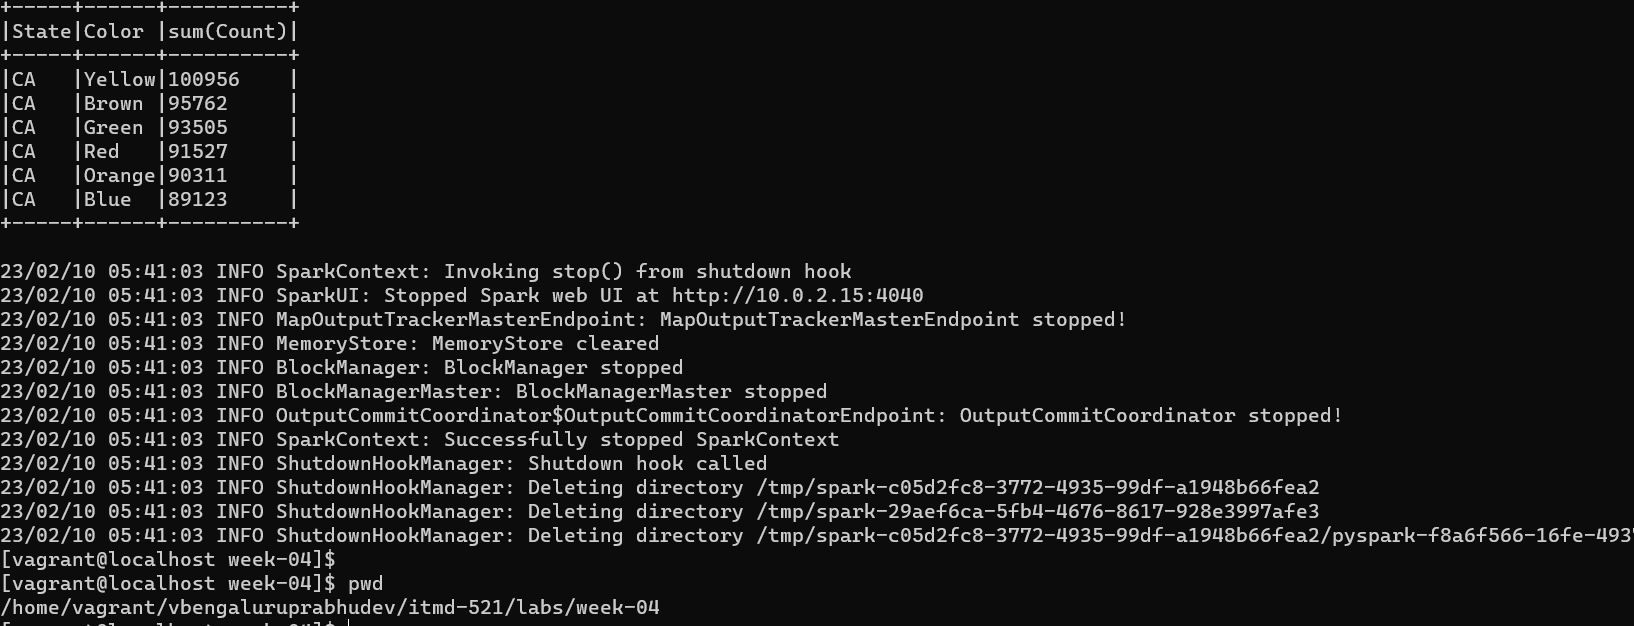 +-----+------+----------+
|State|Color |sum(Count)|
+-----+------+----------+
|CA   |Yellow|100956    |
|CA   |Brown |95762     |
|CA   |Green |93505     |
|CA   |Red   |91527     |
|CA   |Orange|90311     |
|CA   |Blue  |89123     |
+-----+------+----------+
23/02/10 05:41:03 INFO SparkContext: Invoking stop() from shutdown hook
23/02/10 05:41:03 INFO SparkUI: Stopped Spark web UI at http://10.0.2.15:4040
23/02/10 05:41:03 INFO MapOutputTrackerMasterEndpoint: MapOutputTrackerMasterEndpoint stopped!
23/02/10 05:41:03 INFO MemoryStore: MemoryStore cleared
23/02/10 05:41:03 INFO BlockManager: BlockManager stopped
23/02/10 05:41:03 INFO BlockManagerMaster: BlockManagerMaster stopped
23/02/10 05:41:03 INFO OutputCommitCoordinator$OutputCommitCoordinatorEndpoint: OutputCommitCoordinator stopped!
23/02/10 05:41:03 INFO SparkContext: Successfully stopped SparkContext
23/02/10 05:41:03 INFO ShutdownHookManager: Shutdown hook called
23/02/10 05:41:03 INFO ShutdownHookManager: Deleting directory /tmp/spark-c05d2fc8-3772-4935-99df-a1948b66fea2
23/02/10 05:41:03 INFO ShutdownHookManager: Deleting directory /tmp/spark-29aef6ca-5fb4-4676-8617-928e3997afe3
23/02/10 05:41:03 INFO ShutdownHookManager: Deleting directory /tmp/spark-c05d2fc8-3772-4935-99df-a1948b66fea2/pyspark-f8a6f566-16fe-493
[vagrant@localhost week-04]$
[vagrant@localhost week-04]$ pwd
/home/vagrant/vbengaluruprabhudev/itmd-521/labs/week-04